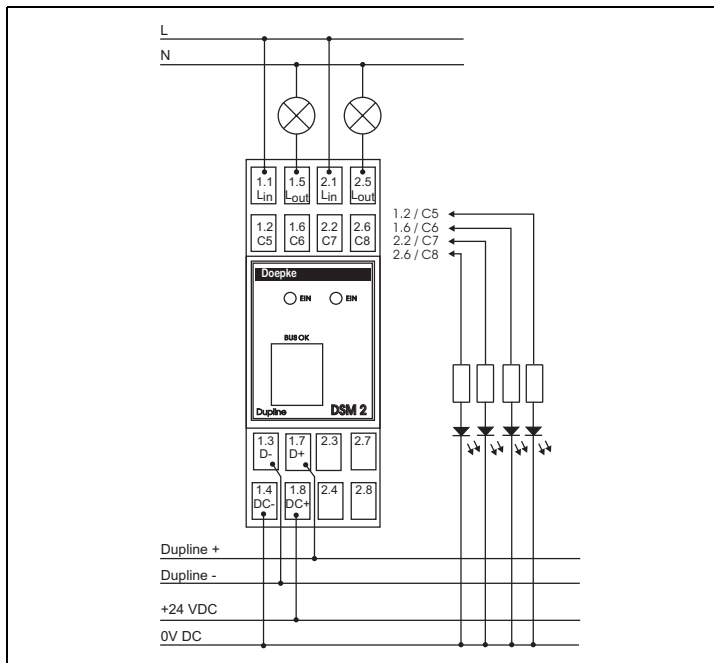 L
N
1.1 1.5 2.1 2.5
Lin Lout Lin Lout
1.2 1.6 2.2 2.6
C5 C6 C7 C8
1.2 / C5
1.6 / C6
2.2 / C7
2.6 / C8
Doepke
EIN EIN
BUS OK
Dupline DSM 2
1.3 1.7 2.3 2.7
D- D+
1.4 1.8 2.4 2.8
DC- DC+
Dupline +
Dupline -
+24 VDC
0V DC